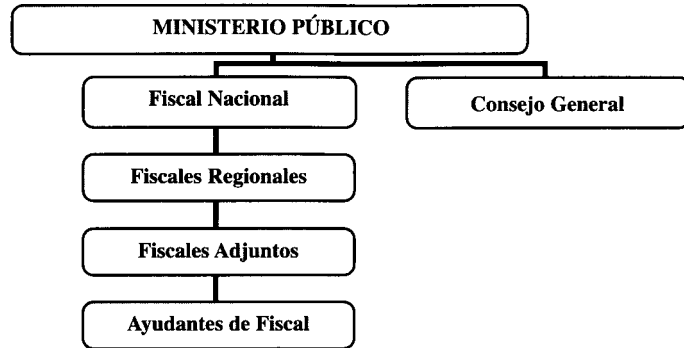 MINISTERIO PÚBLICO
Fiscal Nacional
Consejo General
Fiscales Regionales
Fiscales Adjuntos
Ayudantes de Fiscal